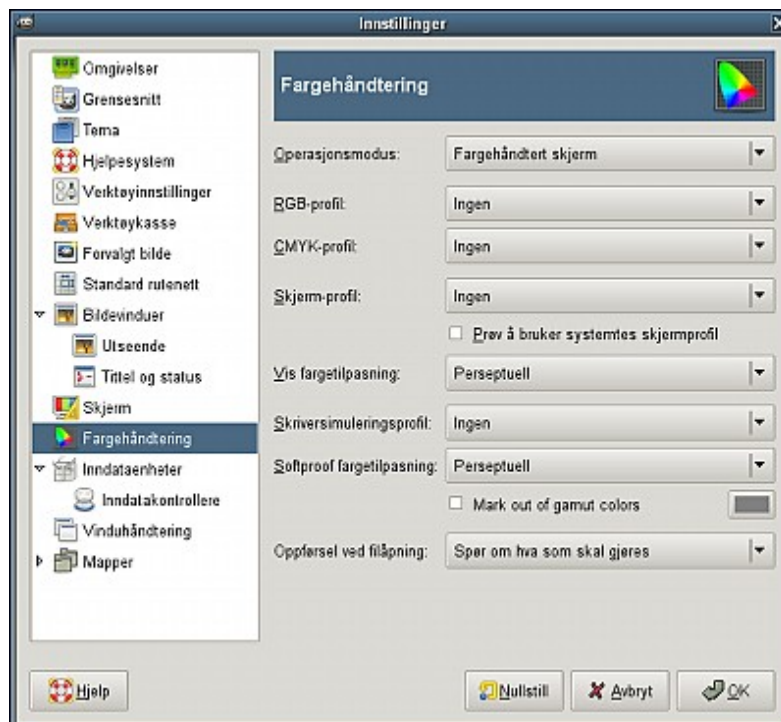 Innstillinger
Omgivelser
Grensesnitt
Tema
Hjelpesystem
Verktøyinnstillinger
Verktøykasse
Forvalgt bilde
Standard rutenett
Bildevinduer
Utseende
Tittel og status
Skjerm
Fargehåndtering
Inndataenheter
Inndatakontrollere
Vinduhåndtering
Mapper
Fargehåndtering
Operasjonsmodus: Fargehåndtert skjerm
RGB-profil: Ingen
CMYK-profil: Ingen
Skjerm-profil: Ingen
Prøv å bruker systemtes skjermprofil
Vis fargetilpasning: Perseptuell
Skriversimuleringsprofil: Ingen
Softproof fargetilpasning: Perseptuell
Mark out of gamut colors
Oppførsel ved filåpning: Spør om hva som skal gjøres
Hjelp
Nullstill
Avbryt
OK